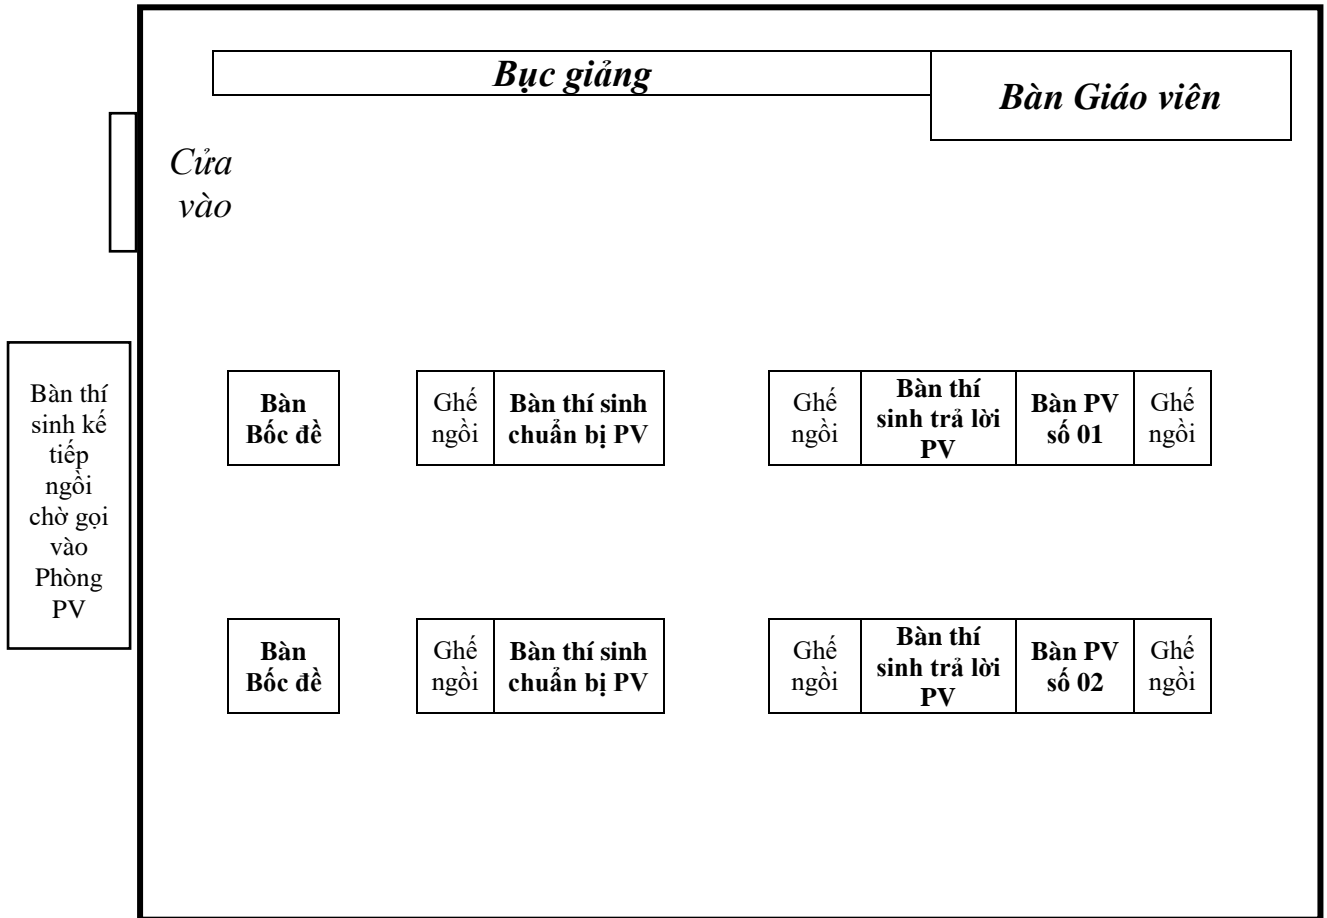 Bục giảng
Bàn Giáo viên
Cửa
vào
Bàn thí
sinh kế
tiếp
ngồi
chờ gọi
vào
Phòng
PV
Bàn
Bốc đề
Ghế
ngồi
Bàn thí sinh
chuẩn bị PV
Ghế
ngồi
Bàn thí
sinh trả lời
PV
Bàn PV
số 01
Ghế
ngồi
Bàn
Bốc đề
Ghế
ngồi
Bàn thí sinh
chuẩn bị PV
Ghế
ngồi
Bàn thí
sinh trả lời
PV
Bàn PV
số 02
Ghế
ngồi